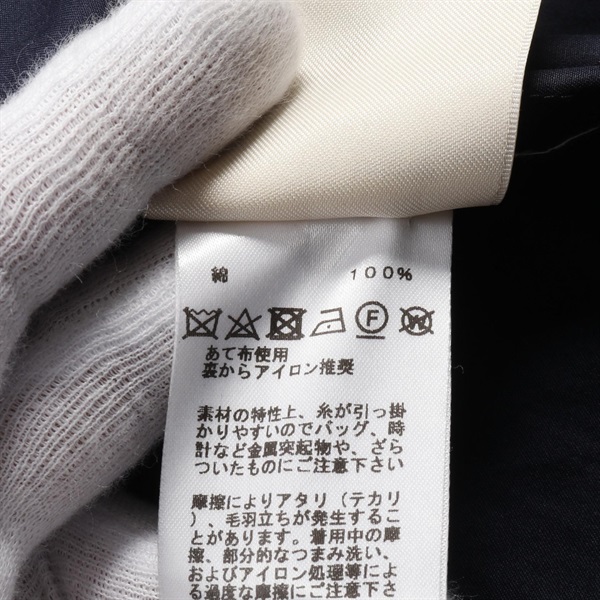 綿 100%
F W
あて布使用
裏からアイロン推奨
素材の特性上、糸が引っ掛
かりやすいのでバッグ、時
計など金属突起物や、ざら
ついたものにご注意下さい
摩擦によりアタリ（テカリ
）、毛羽立ちが発生するこ
とがあります。着用中の摩
擦、部分的なつまみ洗い、
およびアイロン処理等によ
る過度な摩擦にご注意下さ